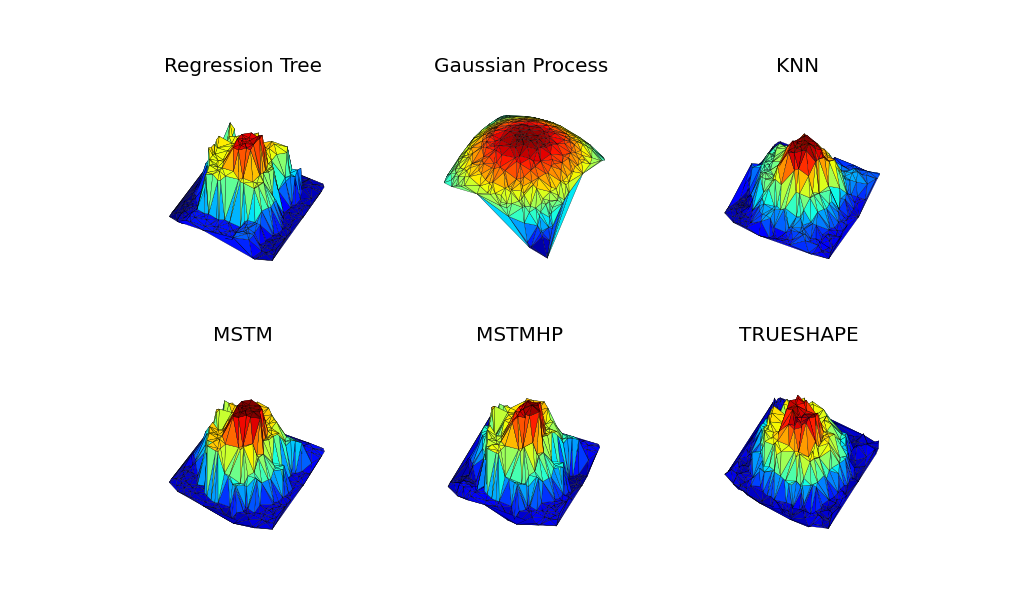 Regression Tree
Gaussian Process
KNN
MSTM
MSTMHP
TRUESHAPE